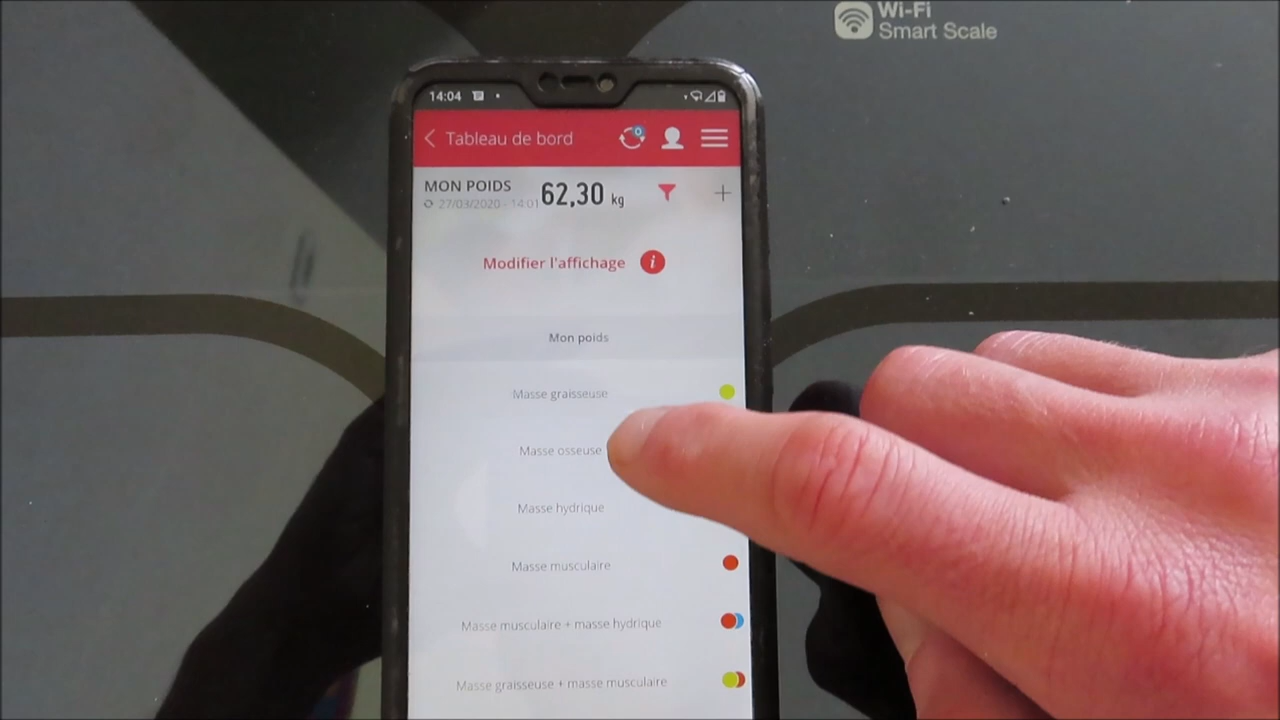 Wi-Fi
Smart Scale
14:04
Tableau de bord
0
MON POIDS
62,30 kg
27/03/2020 - 14:01
Modifier l'affichage i
Mon poids
Masse graisseuse
Masse osseuse
Masse hydrique
Masse musculaire
Masse musculaire + masse hydrique
Masse graisseuse + masse musculaire